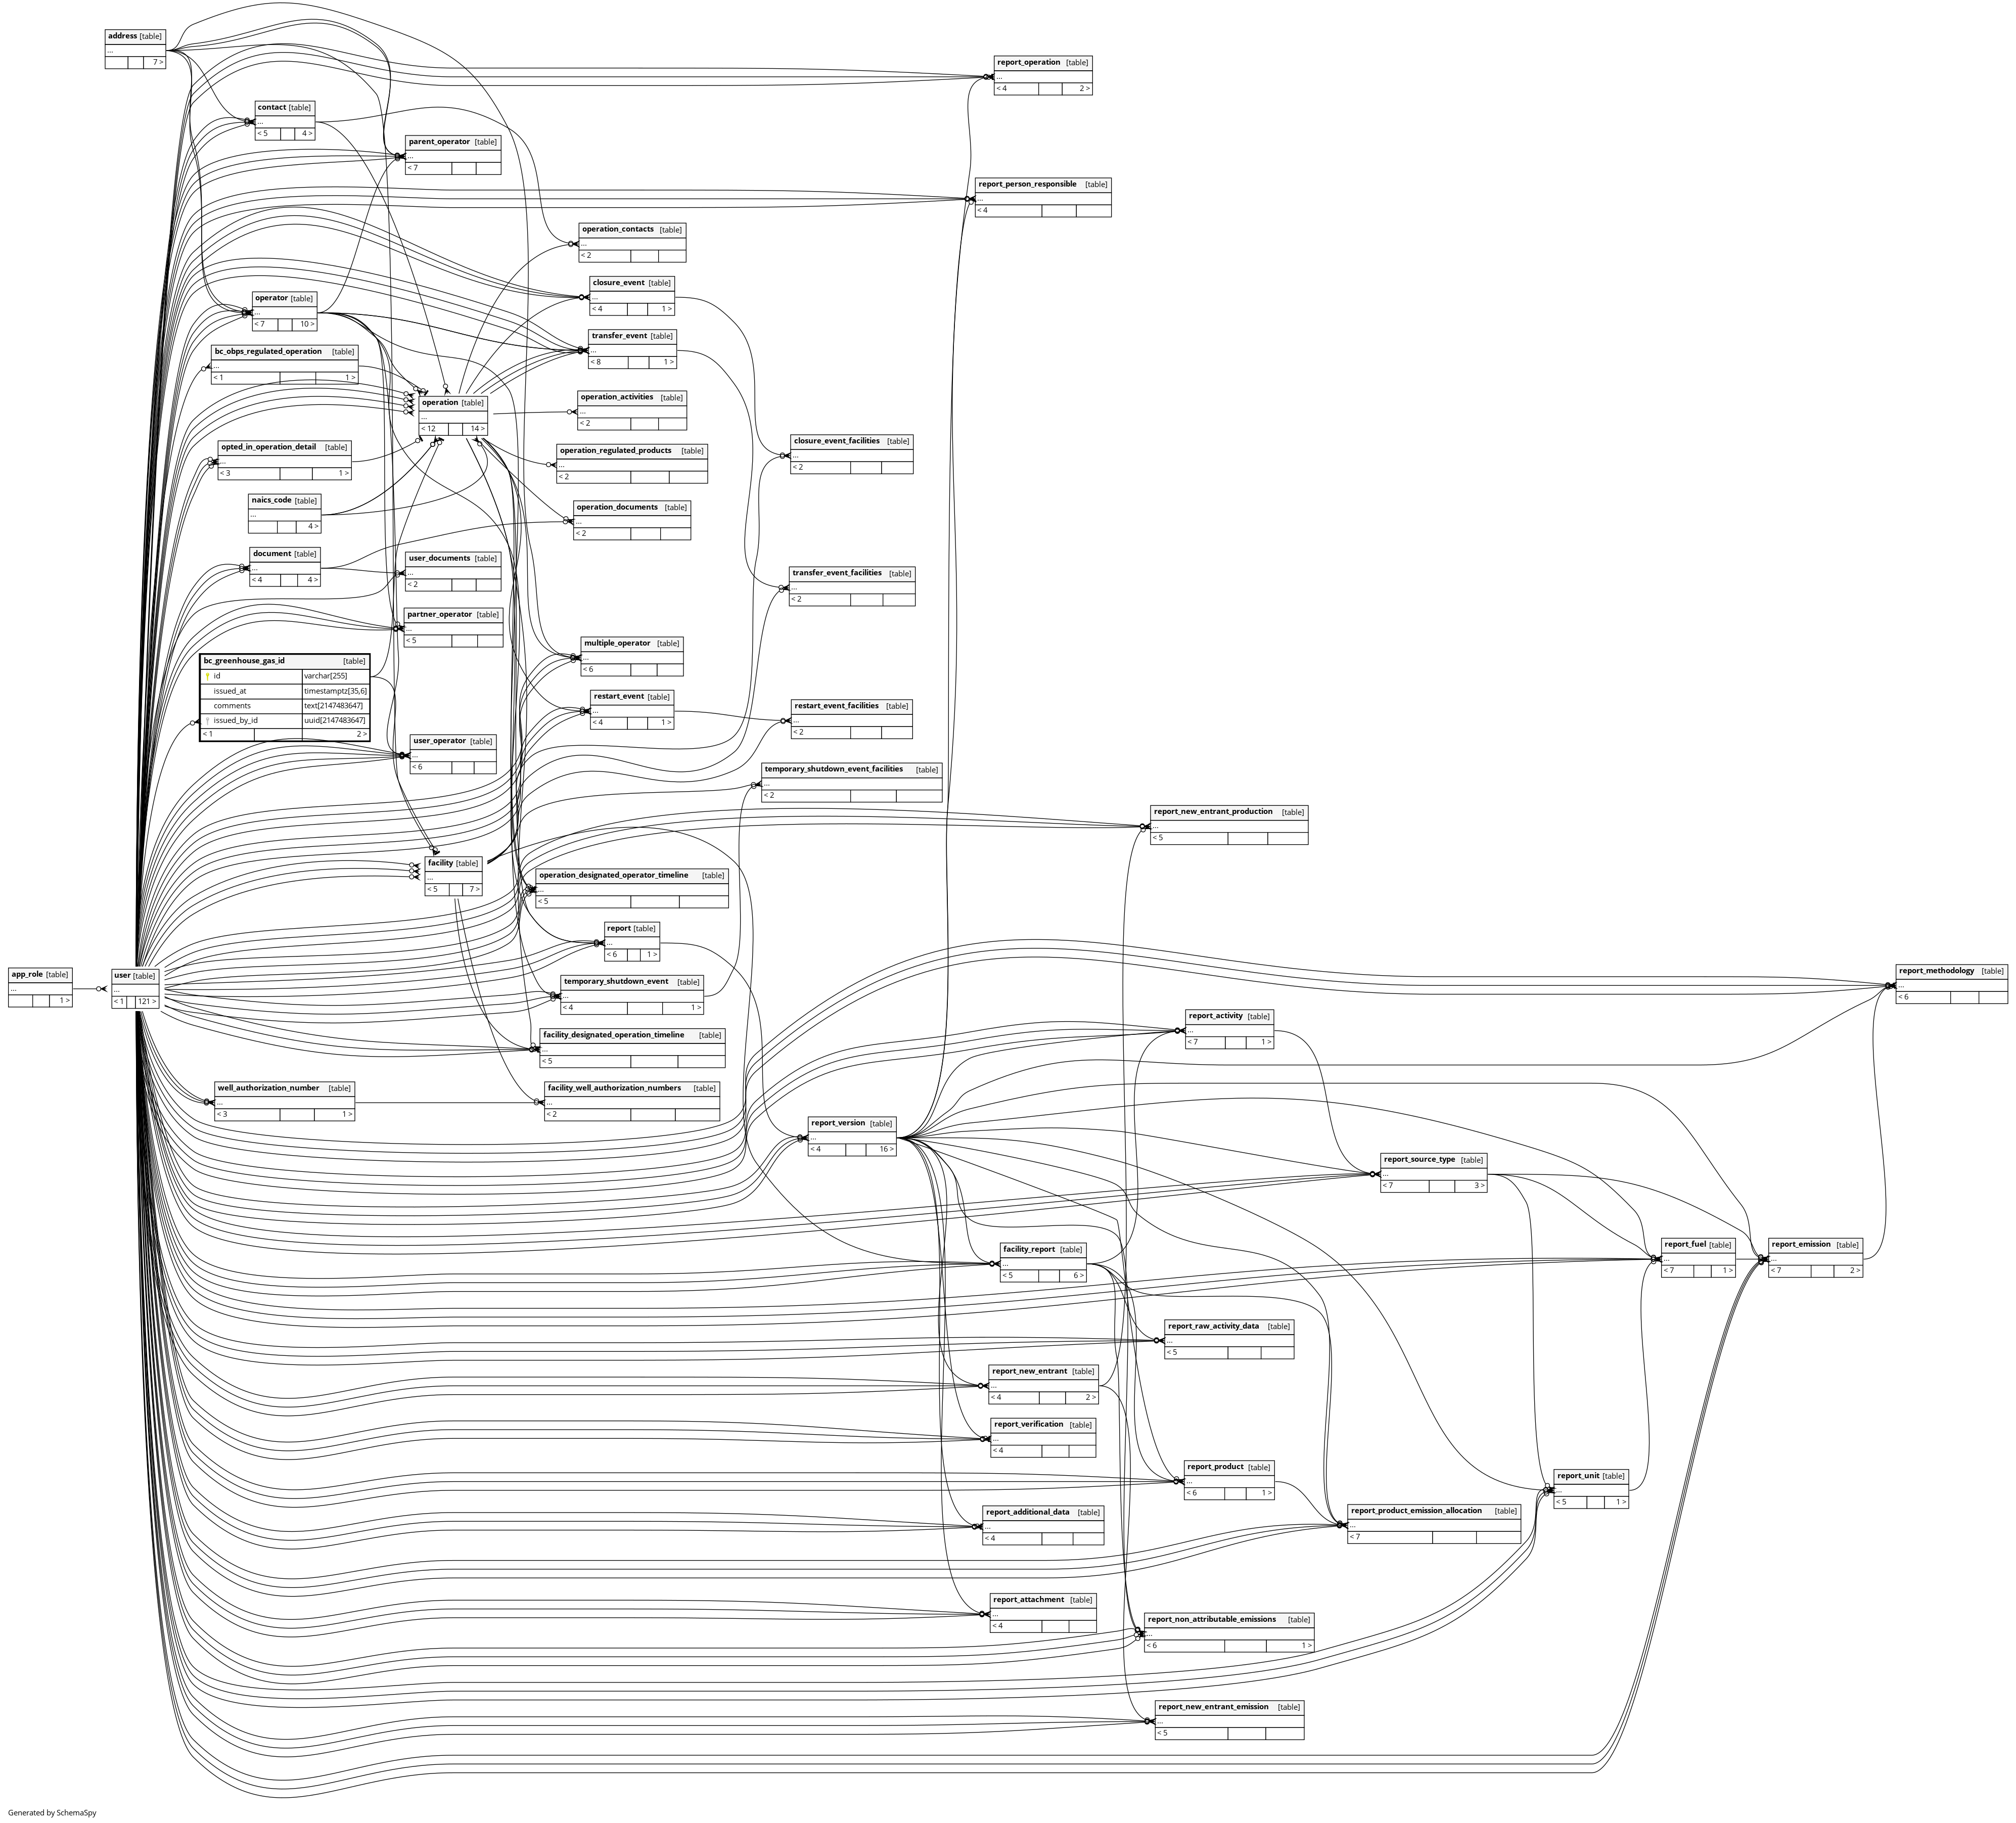 address [table]
...
7 >
report_operation [table]
...
< 4 2 >
contact [table]
...
< 5 4 >
parent_operator [table]
...
< 7
report_person_responsible [table]
...
< 4
operation_contacts [table]
...
< 2
closure_event [table]
...
< 4 1 >
operator [table]
...
< 7 10 >
transfer_event [table]
...
< 8 1 >
bc_obps_regulated_operation [table]
...
< 1 1 >
operation [table]
...
< 12 14 >
operation_activities [table]
...
< 2
closure_event_facilities [table]
...
< 2
opted_in_operation_detail [table]
...
< 3 1 >
operation_regulated_products [table]
...
< 2
naics_code [table]
...
4 >
operation_documents [table]
...
< 2
document [table]
...
< 4 4 >
user_documents [table]
...
< 2
transfer_event_facilities [table]
...
< 2
partner_operator [table]
...
< 5
multiple_operator [table]
...
< 6
bc_greenhouse_gas_id [table]
id varchar[255]
issued_at timestamptz[35,6]
comments text[2147483647]
issued_by_id uuid[2147483647]
< 1 2 >
restart_event [table]
...
< 4 1 >
restart_event_facilities [table]
...
< 2
user_operator [table]
...
< 6
temporary_shutdown_event_facilities [table]
...
< 2
report_new_entrant_production [table]
...
< 5
facility [table]
...
< 5 7 >
operation_designated_operator_timeline [table]
...
< 5
report [table]
...
< 6 1 >
app_role [table]
...
1 >
user [table]
...
< 1 121 >
report_methodology [table]
...
< 6
temporary_shutdown_event [table]
...
< 4 1 >
report_activity [table]
...
< 7 1 >
facility_designated_operation_timeline [table]
...
< 5
well_authorization_number [table]
...
< 3 1 >
facility_well_authorization_numbers [table]
...
< 2
report_version [table]
...
< 4 16 >
report_source_type [table]
...
< 7 3 >
facility_report [table]
...
< 5 6 >
report_fuel [table]
...
< 7 1 >
report_emission [table]
...
< 7 2 >
report_raw_activity_data [table]
...
< 5
report_new_entrant [table]
...
< 4 2 >
report_verification [table]
...
< 4
report_product [table]
...
< 6 1 >
report_unit [table]
...
< 5 1 >
report_additional_data [table]
...
< 4
report_product_emission_allocation [table]
...
< 7
report_attachment [table]
...
< 4
report_non_attributable_emissions [table]
...
< 6 1 >
report_new_entrant_emission [table]
...
< 5
Generated by SchemaSpy